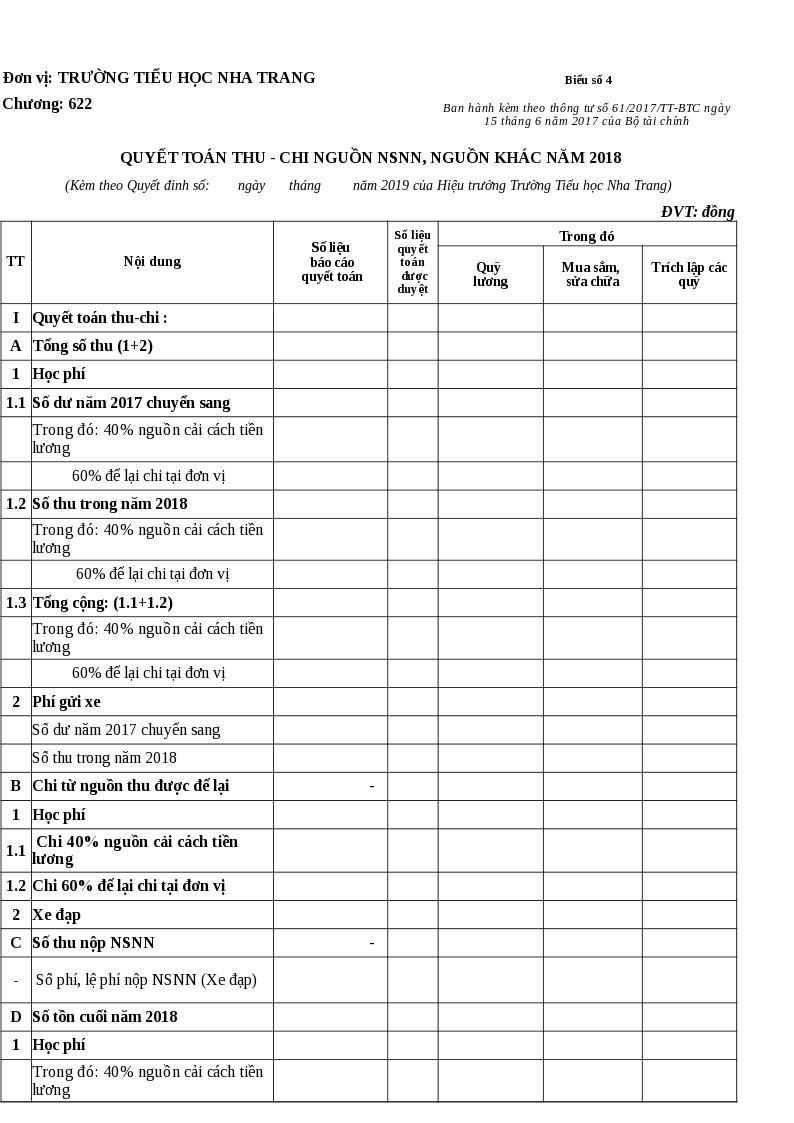 Đơn vị: TRƯỜNG TIỂU HỌC NHA TRANG
Biểu số 4
Chương: 622
Ban hành kèm theo thông tư số 61/2017/TT-BTC ngày
15 tháng 6 năm 2017 của Bộ tài chính
QUYẾT TOÁN THU - CHI NGUỒN NSNN, NGUỒN KHÁC NĂM 2018
(Kèm theo Quyết đinh số: ngày tháng năm 2019 của Hiệu trưởng Trường Tiểu học Nha Trang)
ĐVT: đồng
TT
Nội dung
Số liệu
báo cáo
quyết toán
Số liệu
quyết
toán
được
duyệt
Trong đó
Quỹ
lương
Mua sắm,
sửa chữa
Trích lập các
quỹ
I Quyết toán thu-chi :
A Tổng số thu (1+2)
1 Học phí
1.1 Số dư năm 2017 chuyển sang
Trong đó: 40% nguồn cải cách tiền
lương
60% để lại chi tại đơn vị
1.2 Số thu trong năm 2018
Trong đó: 40% nguồn cải cách tiền
lương
60% để lại chi tại đơn vị
1.3 Tổng cộng: (1.1+1.2)
Trong đó: 40% nguồn cải cách tiền
lương
60% để lại chi tại đơn vị
2 Phí gửi xe
Số dư năm 2017 chuyển sang
Số thu trong năm 2018
B Chi từ nguồn thu được để lại -
1 Học phí
1.1 Chi 40% nguồn cải cách tiền
lương
1.2 Chi 60% để lại chi tại đơn vị
2 Xe đạp
C Số thu nộp NSNN -
- Số phí, lệ phí nộp NSNN (Xe đạp)
D Số tồn cuối năm 2018
1 Học phí
Trong đó: 40% nguồn cải cách tiền
lương